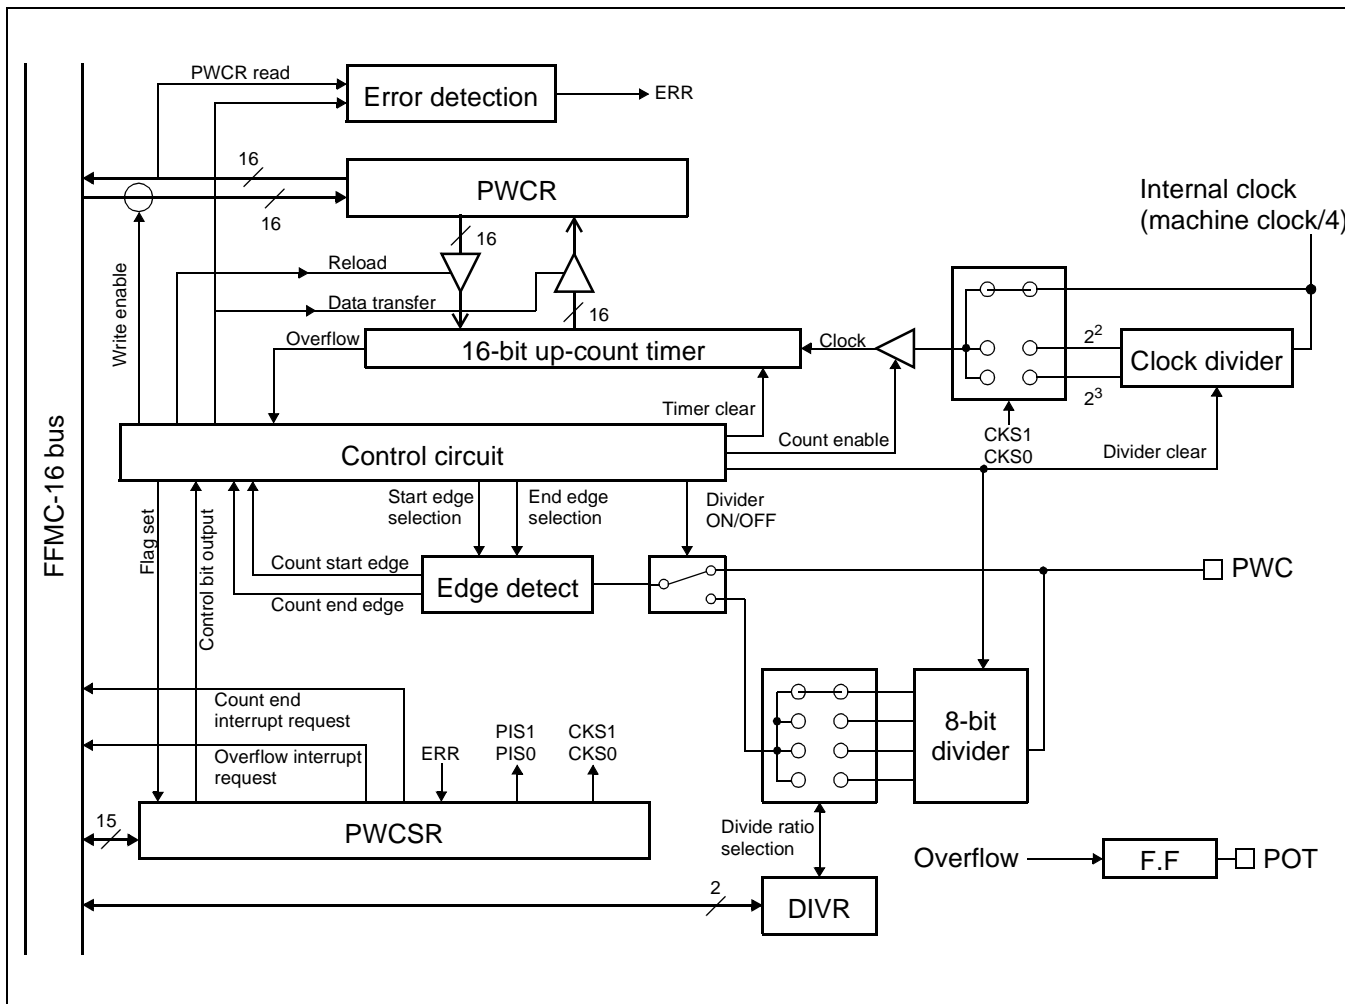 PWCR read
Error detection
ERR
16
PWCR
16
Internal clock
(machine clock/4)
16
Reload
Data transfer
16
Write enable
Overflow
16-bit up-count timer
Clock
2²
Clock divider
2³
Timer clear
Count enable
CKS1
CKS0
Divider clear
Control circuit
FFMC-16 bus
Flag set
Control bit output
Start edge
selection
End edge
selection
Divider
ON/OFF
Count start edge
Count end edge
Edge detect
PWC
Count end
interrupt request
Overflow interrupt
request
ERR
PIS1
PIS0
CKS1
CKS0
8-bit
divider
15
PWCSR
Divide ratio
selection
Overflow
F.F
POT
2
DIVR